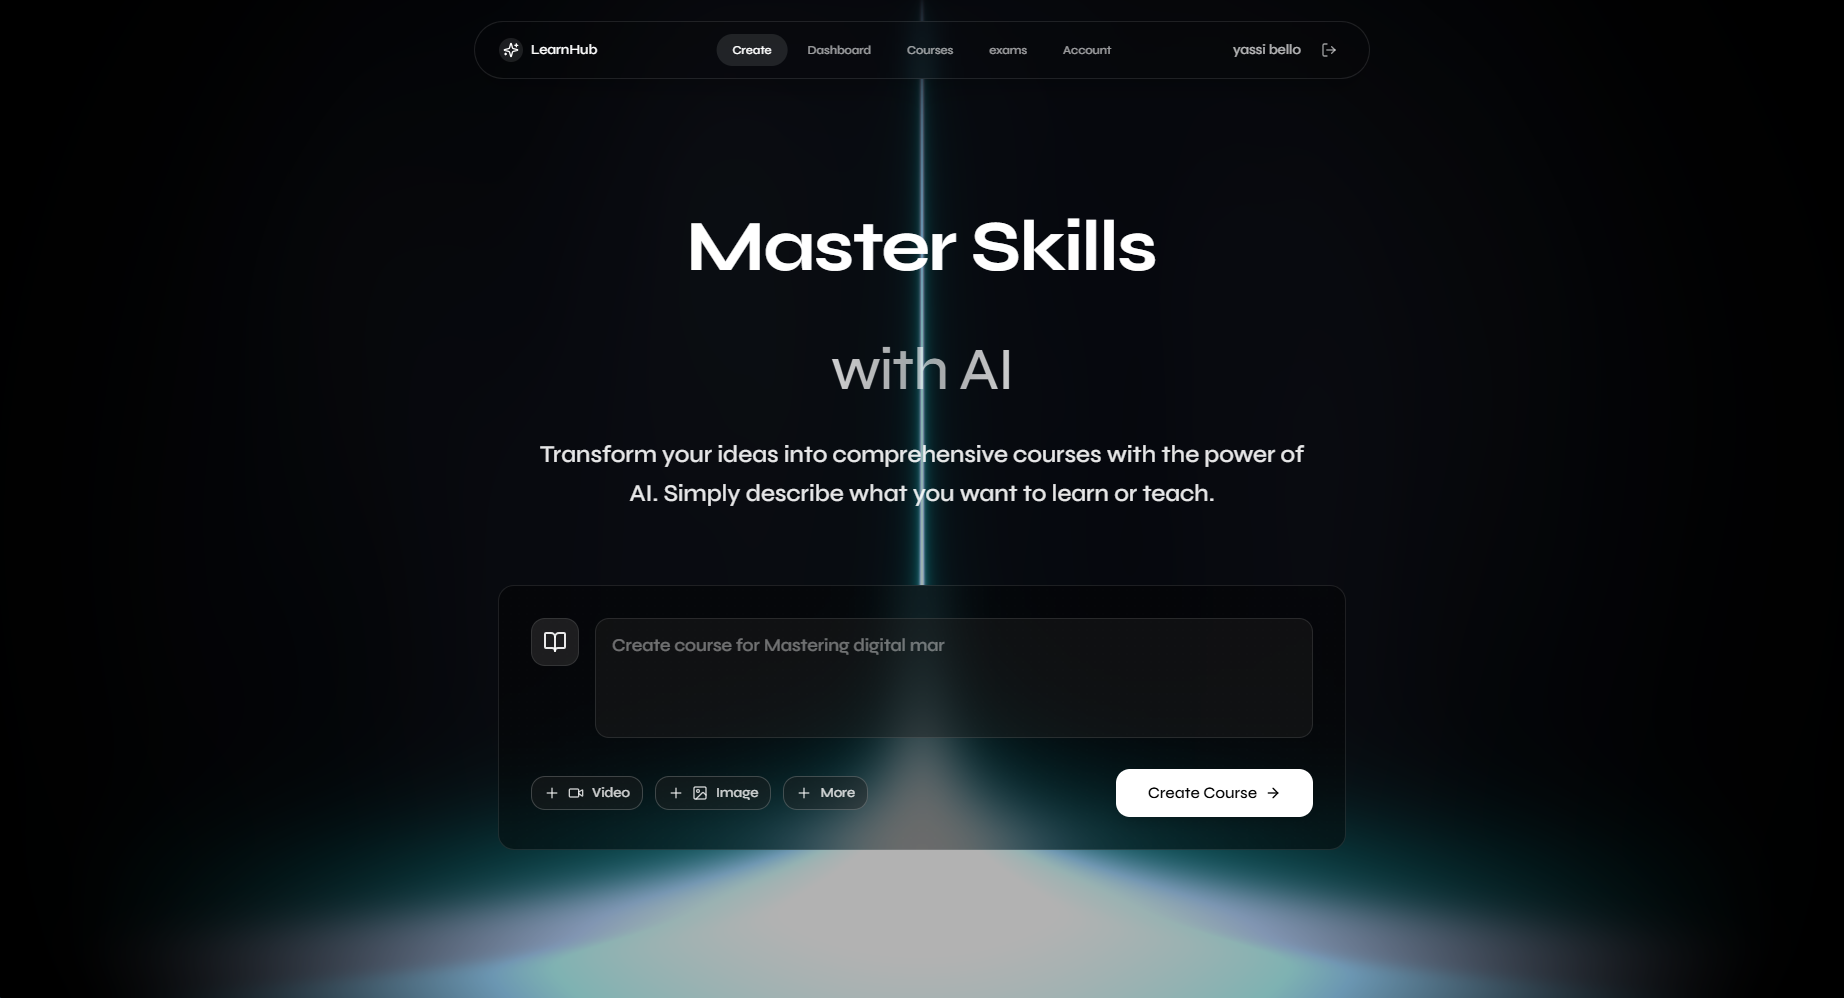 LearnHub
Create
Dashboard
Courses
exams
Account
yassi bello
Master Skills
with AI
Transform your ideas into comprehensive courses with the power of
AI. Simply describe what you want to learn or teach.
Create course for Mastering digital mar
Video
Image
More
Create Course